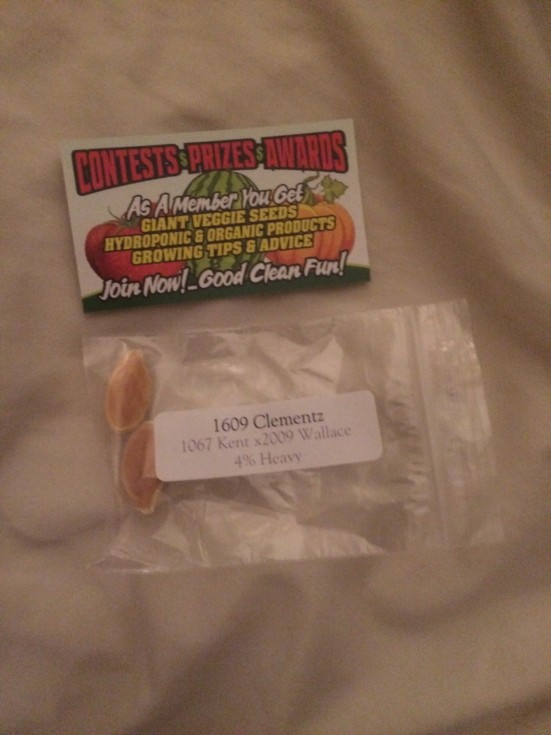 CONTESTS $ PRIZES $ AWARDS
As A Member You Get
GIANT VEGGIE SEEDS
HYDROPONIC & ORGANIC PRODUCTS
GROWING TIPS & ADVICE
Join Now!_Good Clean Fun!
1609 Clementz
1067 Kent x2009 Wallace
4% Heavy